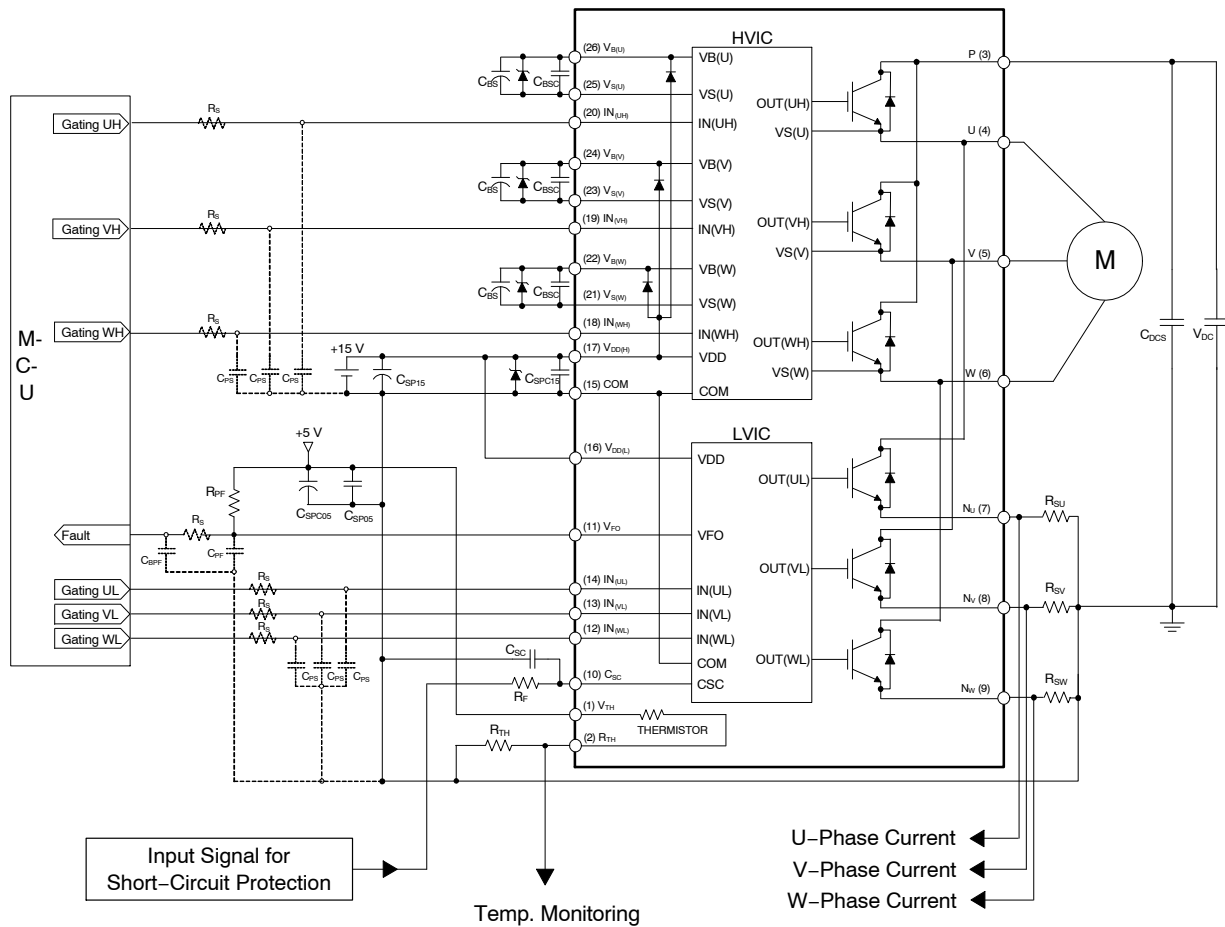 HVIC
(26) VB(U)
VB(U)
P (3)
CBS
CBSC
(25) VS(U)
VS(U)
OUT(UH)
RS
Gating UH
(20) IN(UH)
IN(UH)
VS(U)
U (4)
(24) VB(V)
VB(V)
CBS
CBSC
(23) VS(V)
VS(V)
RS
Gating VH
(19) IN(VH)
IN(VH)
OUT(VH)
VS(V)
V (5)
M
(22) VB(W)
VB(W)
CBS
CBSC
(21) VS(W)
VS(W)
RS
Gating WH
(18) IN(WH)
IN(WH)
OUT(WH)
CDCS
VDC
M-
C-
U
+15 V
(17) VDD(H)
VDD
VS(W)
W (6)
CPS
CPS
CPS
CSP15
CSPC15
(15) COM
COM
+5 V
LVIC
(16) VDD(L)
VDD
OUT(UL)
RPF
CSPC05
CSP05
NU (7)
RSU
RS
Fault
(11) VFO
VFO
CBPF
CPF
OUT(VL)
RS
Gating UL
(14) IN(UL)
IN(UL)
RS
Gating VL
(13) IN(VL)
IN(VL)
NV (8)
RSV
RS
Gating WL
(12) IN(WL)
IN(WL)
CSC
COM
OUT(WL)
CPS
CPS
CPS
RF
(10) CSC
CSC
NW (9)
RSW
(1) VTH
THERMISTOR
RTH
(2) RTH
Input Signal for
Short-Circuit Protection
Temp. Monitoring
U-Phase Current
V-Phase Current
W-Phase Current